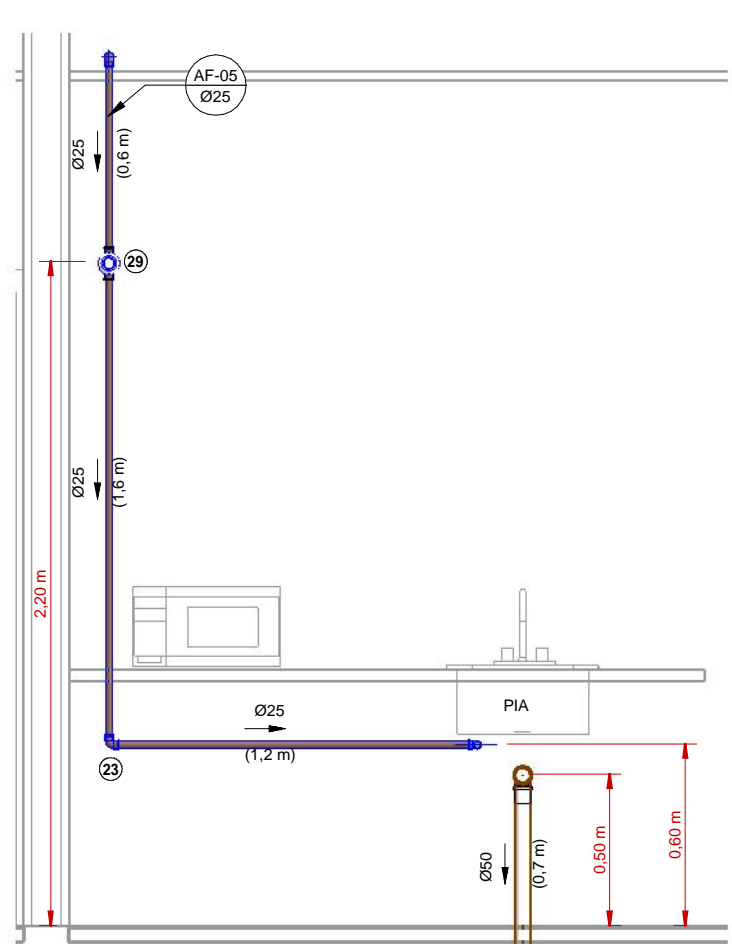 AF-05
Ø25
Ø25
(0,6 m)
29
Ø25
(1,6 m)
2,20 m
PIA
Ø25
(1,2 m)
23
Ø50
(0,7 m)
0,50 m
0,60 m